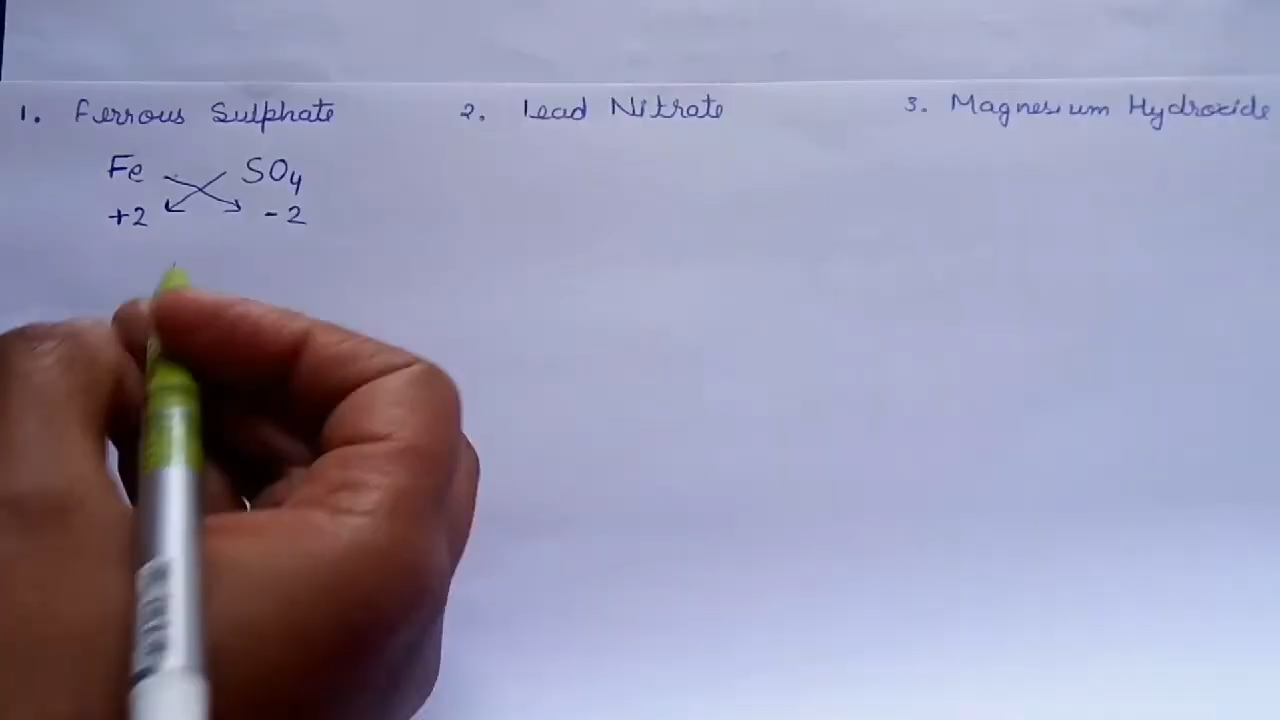 1. Ferrous Sulphate 2. Lead Nitrate 3. Magnesium Hydroxide
Fe SO4
+2 -2